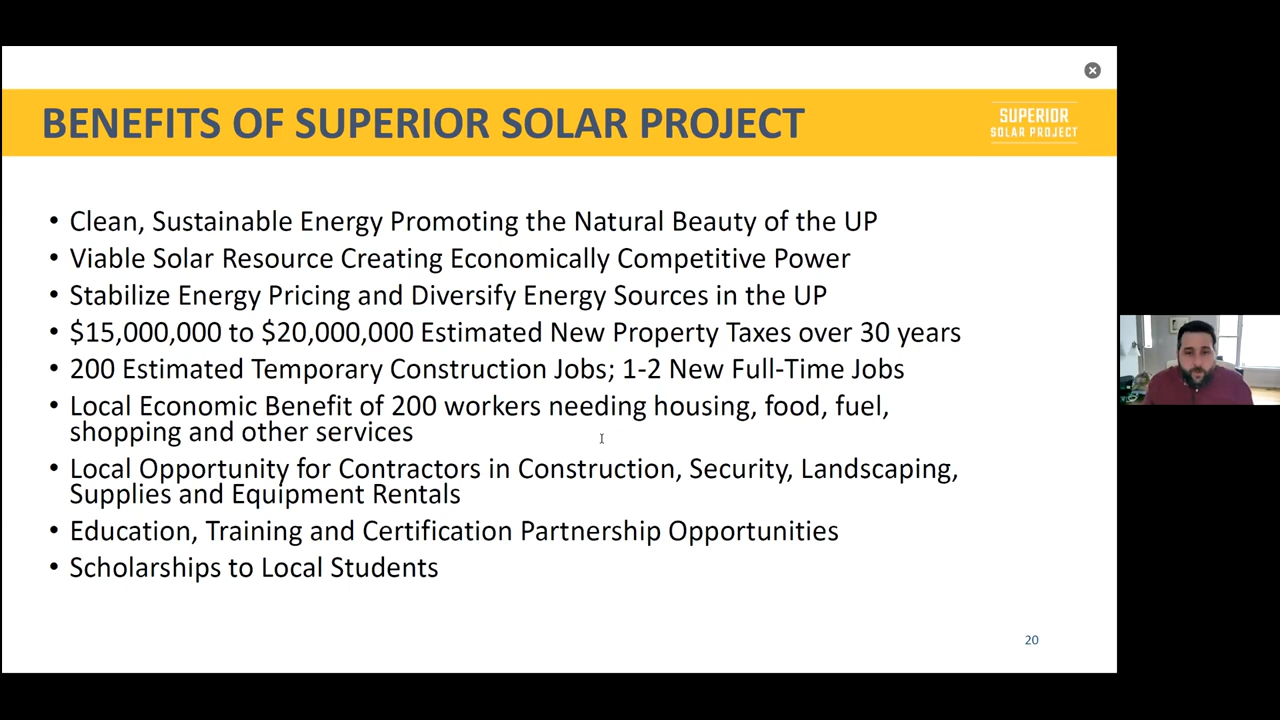 BENEFITS OF SUPERIOR SOLAR PROJECT
SUPERIOR
SOLAR PROJECT
• Clean, Sustainable Energy Promoting the Natural Beauty of the UP
• Viable Solar Resource Creating Economically Competitive Power
• Stabilize Energy Pricing and Diversify Energy Sources in the UP
• $15,000,000 to $20,000,000 Estimated New Property Taxes over 30 years
• 200 Estimated Temporary Construction Jobs; 1-2 New Full-Time Jobs
• Local Economic Benefit of 200 workers needing housing, food, fuel,
shopping and other services
• Local Opportunity for Contractors in Construction, Security, Landscaping,
Supplies and Equipment Rentals
• Education, Training and Certification Partnership Opportunities
• Scholarships to Local Students
20